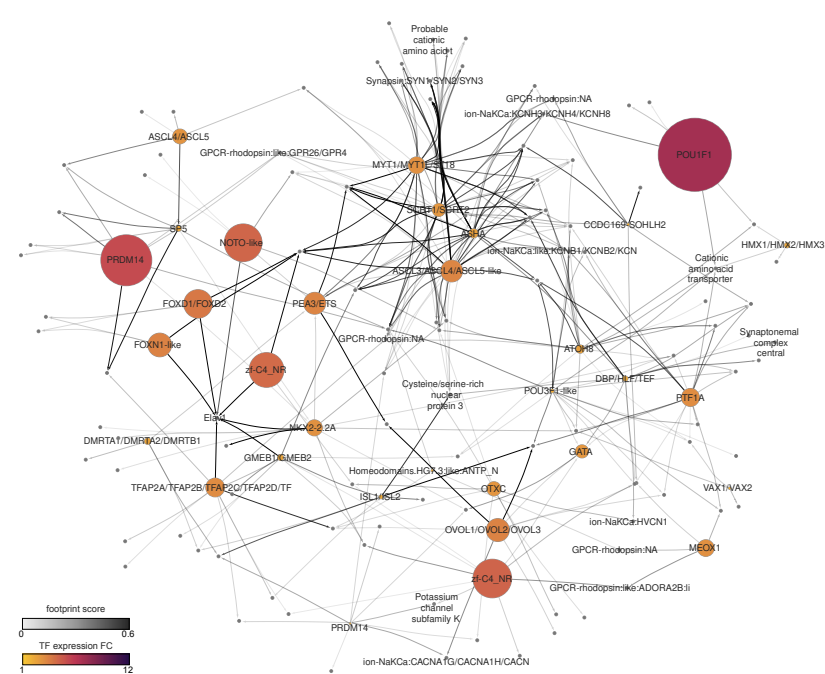 Probable
cationic
amino acid t
Synapsin:SYN1/SYN2/SYN3
GPCR-rhodopsin:NA
ion-NaKCa:KCNH3/KCNH4/KCNH8
ASCL4/ASCL5
GPCR-rhodopsin:like:GPR26/GPR4
MYT1/MYT1L/ST18
POU1F1
SCRT1/SCRT2
SP5
CCDC169-SOHLH2
NOTO-like
HMX1/HMX2/HMX3
ion-NaKCa:like:KCNB1/KCNB2/KCN
PRDM14
ASCL3/ASCL4/ASCL5-like
Cationic
amino acid
transporter
FOXD1/FOXD2
PEA3/ETS
GPCR-rhodopsin:NA
FOXN1-like
Synaptonemal
complex
central
ATOH8
zf-C4_NR
DBP/HLF/TEF
Cysteine/serine-rich
nuclear
protein 3
POU3F1-like
PTF1A
Elav1
NKX2-2.2A
DMRTA1/DMRTA2/DMRTB1
GMEB1/GMEB2
GATA
Homeodomains.HG7.3:like:ANTP_N
TFAP2A/TFAP2B/TFAP2C/TFAP2D/TF
OTXC
VAX1/VAX2
ISL1/ISL2
ion-NaKCa:HVCN1
OVOL1/OVOL2/OVOL3
GPCR-rhodopsin:NA
MEOX1
zf-C4_NR
GPCR-rhodopsin:like:ADORA2B:li
Potassium
channel
subfamily K
PRDM14
ion-NaKCa:CACNA1G/CACNA1H/CACN
footprint score
0 0.6
TF expression FC
1 12